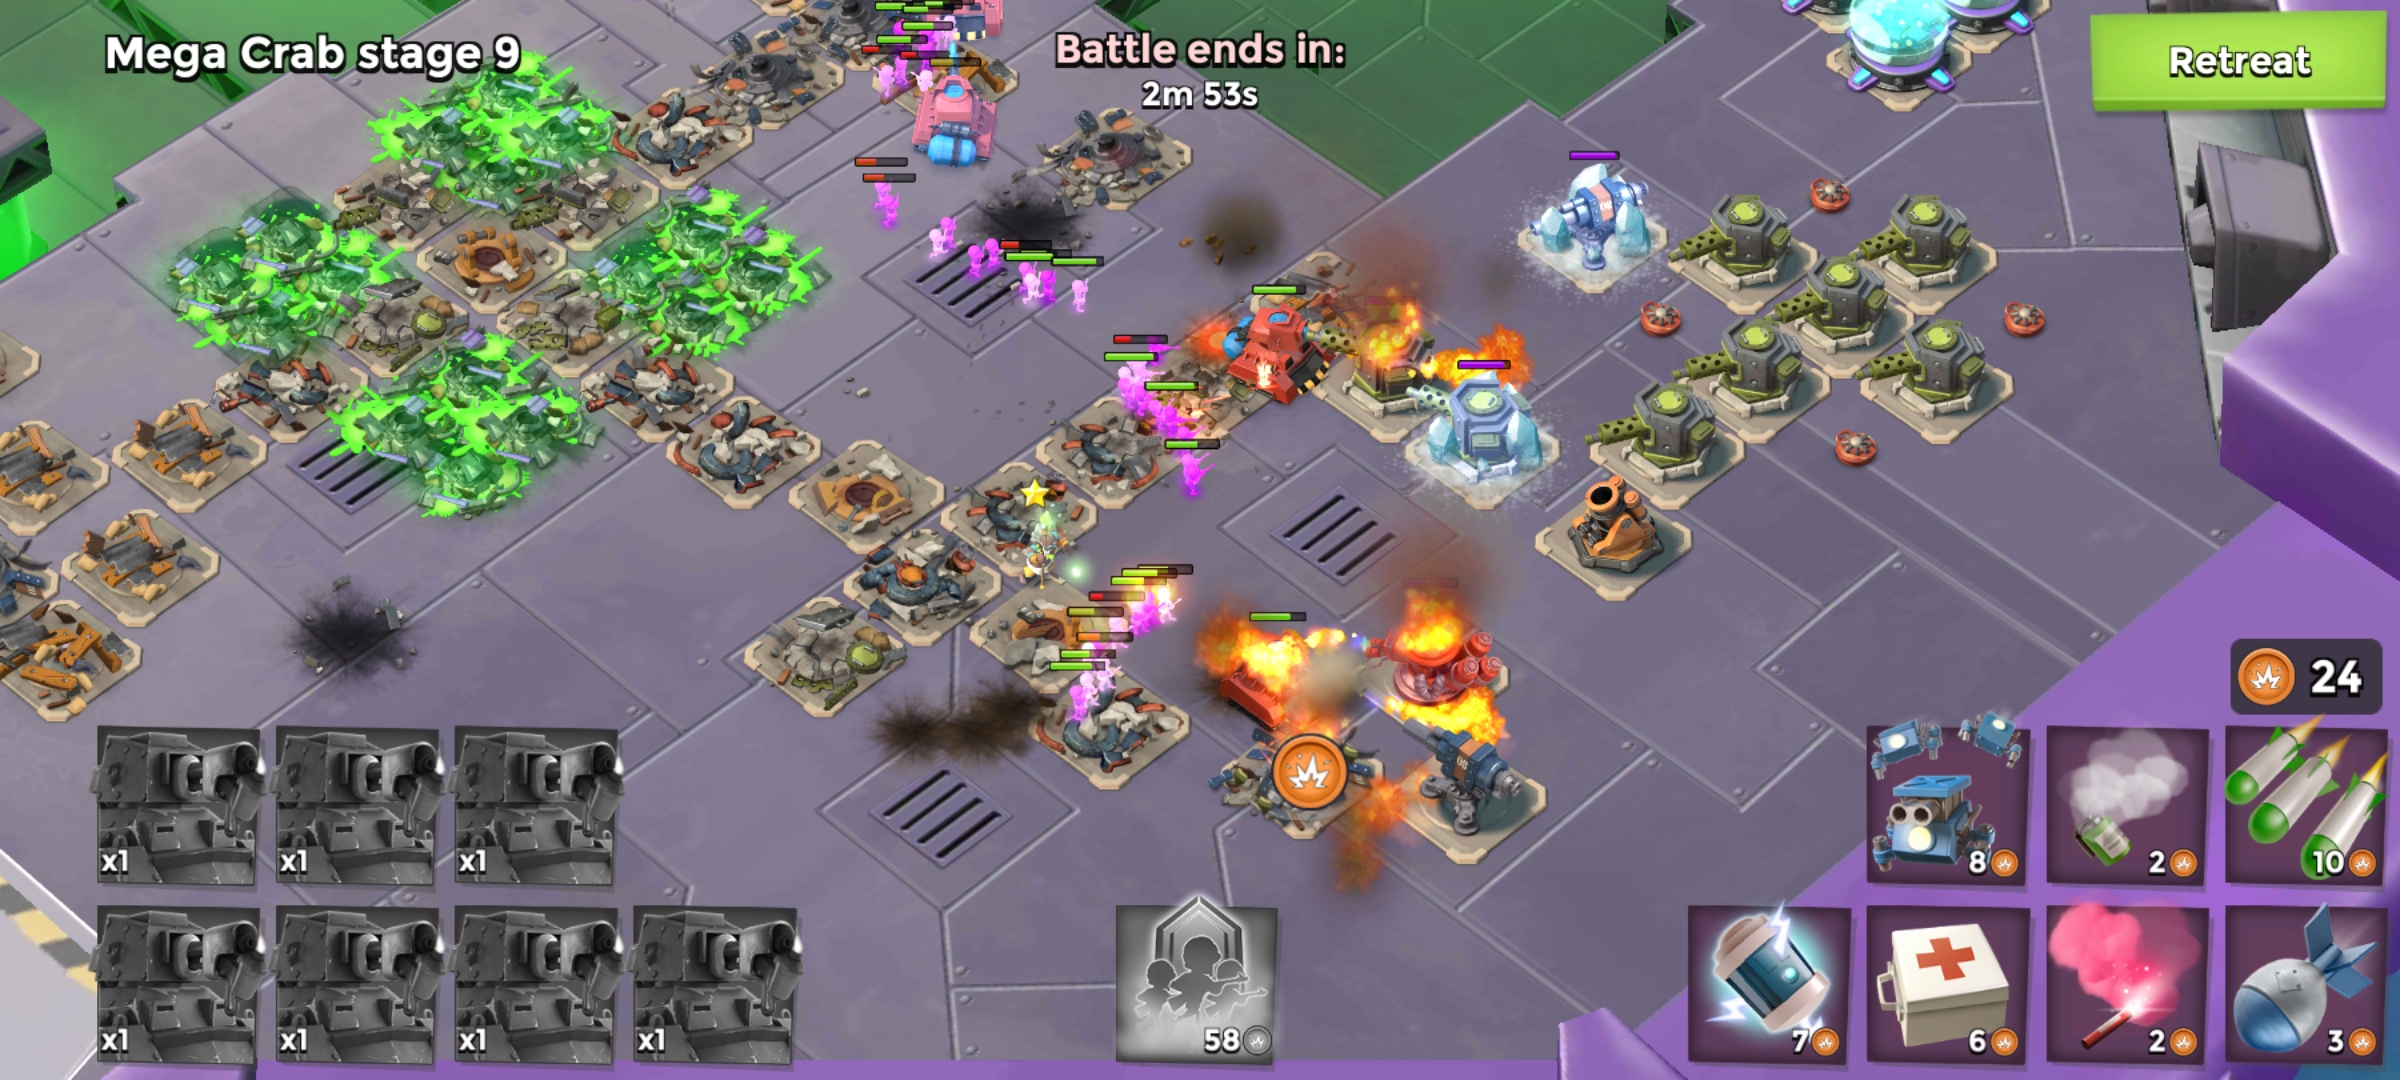 Mega Crab stage 9
Battle ends in:
2m 53s
Retreat
24
8
2
10
x1
x1
x1
x1
x1
x1
x1
58
7
6
2
3